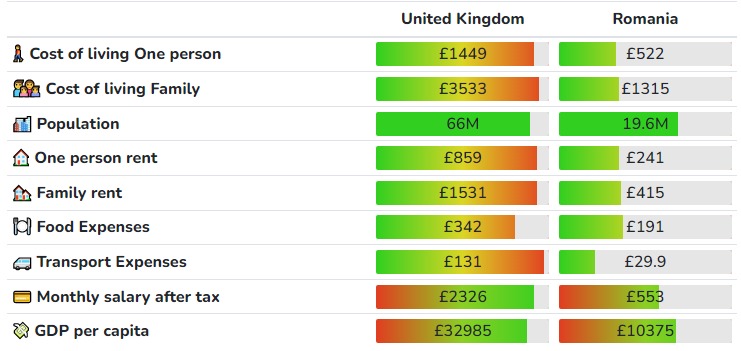 United Kingdom Romania
Cost of living One person £1449 £522
Cost of living Family £3533 £1315
Population 66M 19.6M
One person rent £859 £241
Family rent £1531 £415
Food Expenses £342 £191
Transport Expenses £131 £29.9
Monthly salary after tax £2326 £553
GDP per capita £32985 £10375